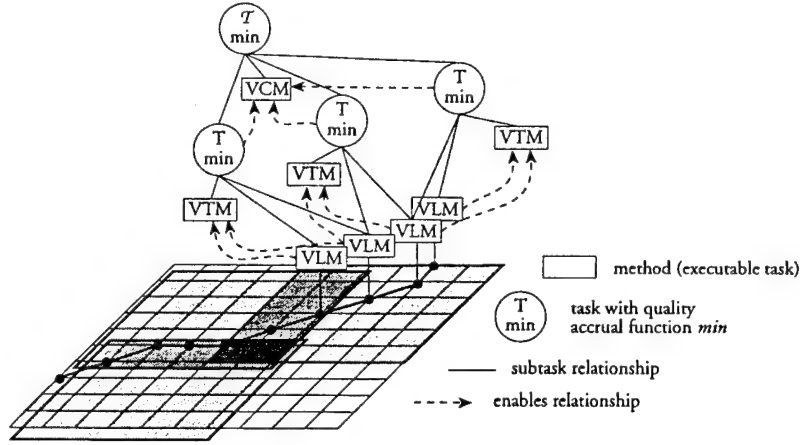 𝒯
min
VCM
T
min
T
min
T
min
VTM
VTM
VTM
VLM
VLM
VLM
VLM
method (executable task)
T
min
task with quality
accrual function min
subtask relationship
enables relationship